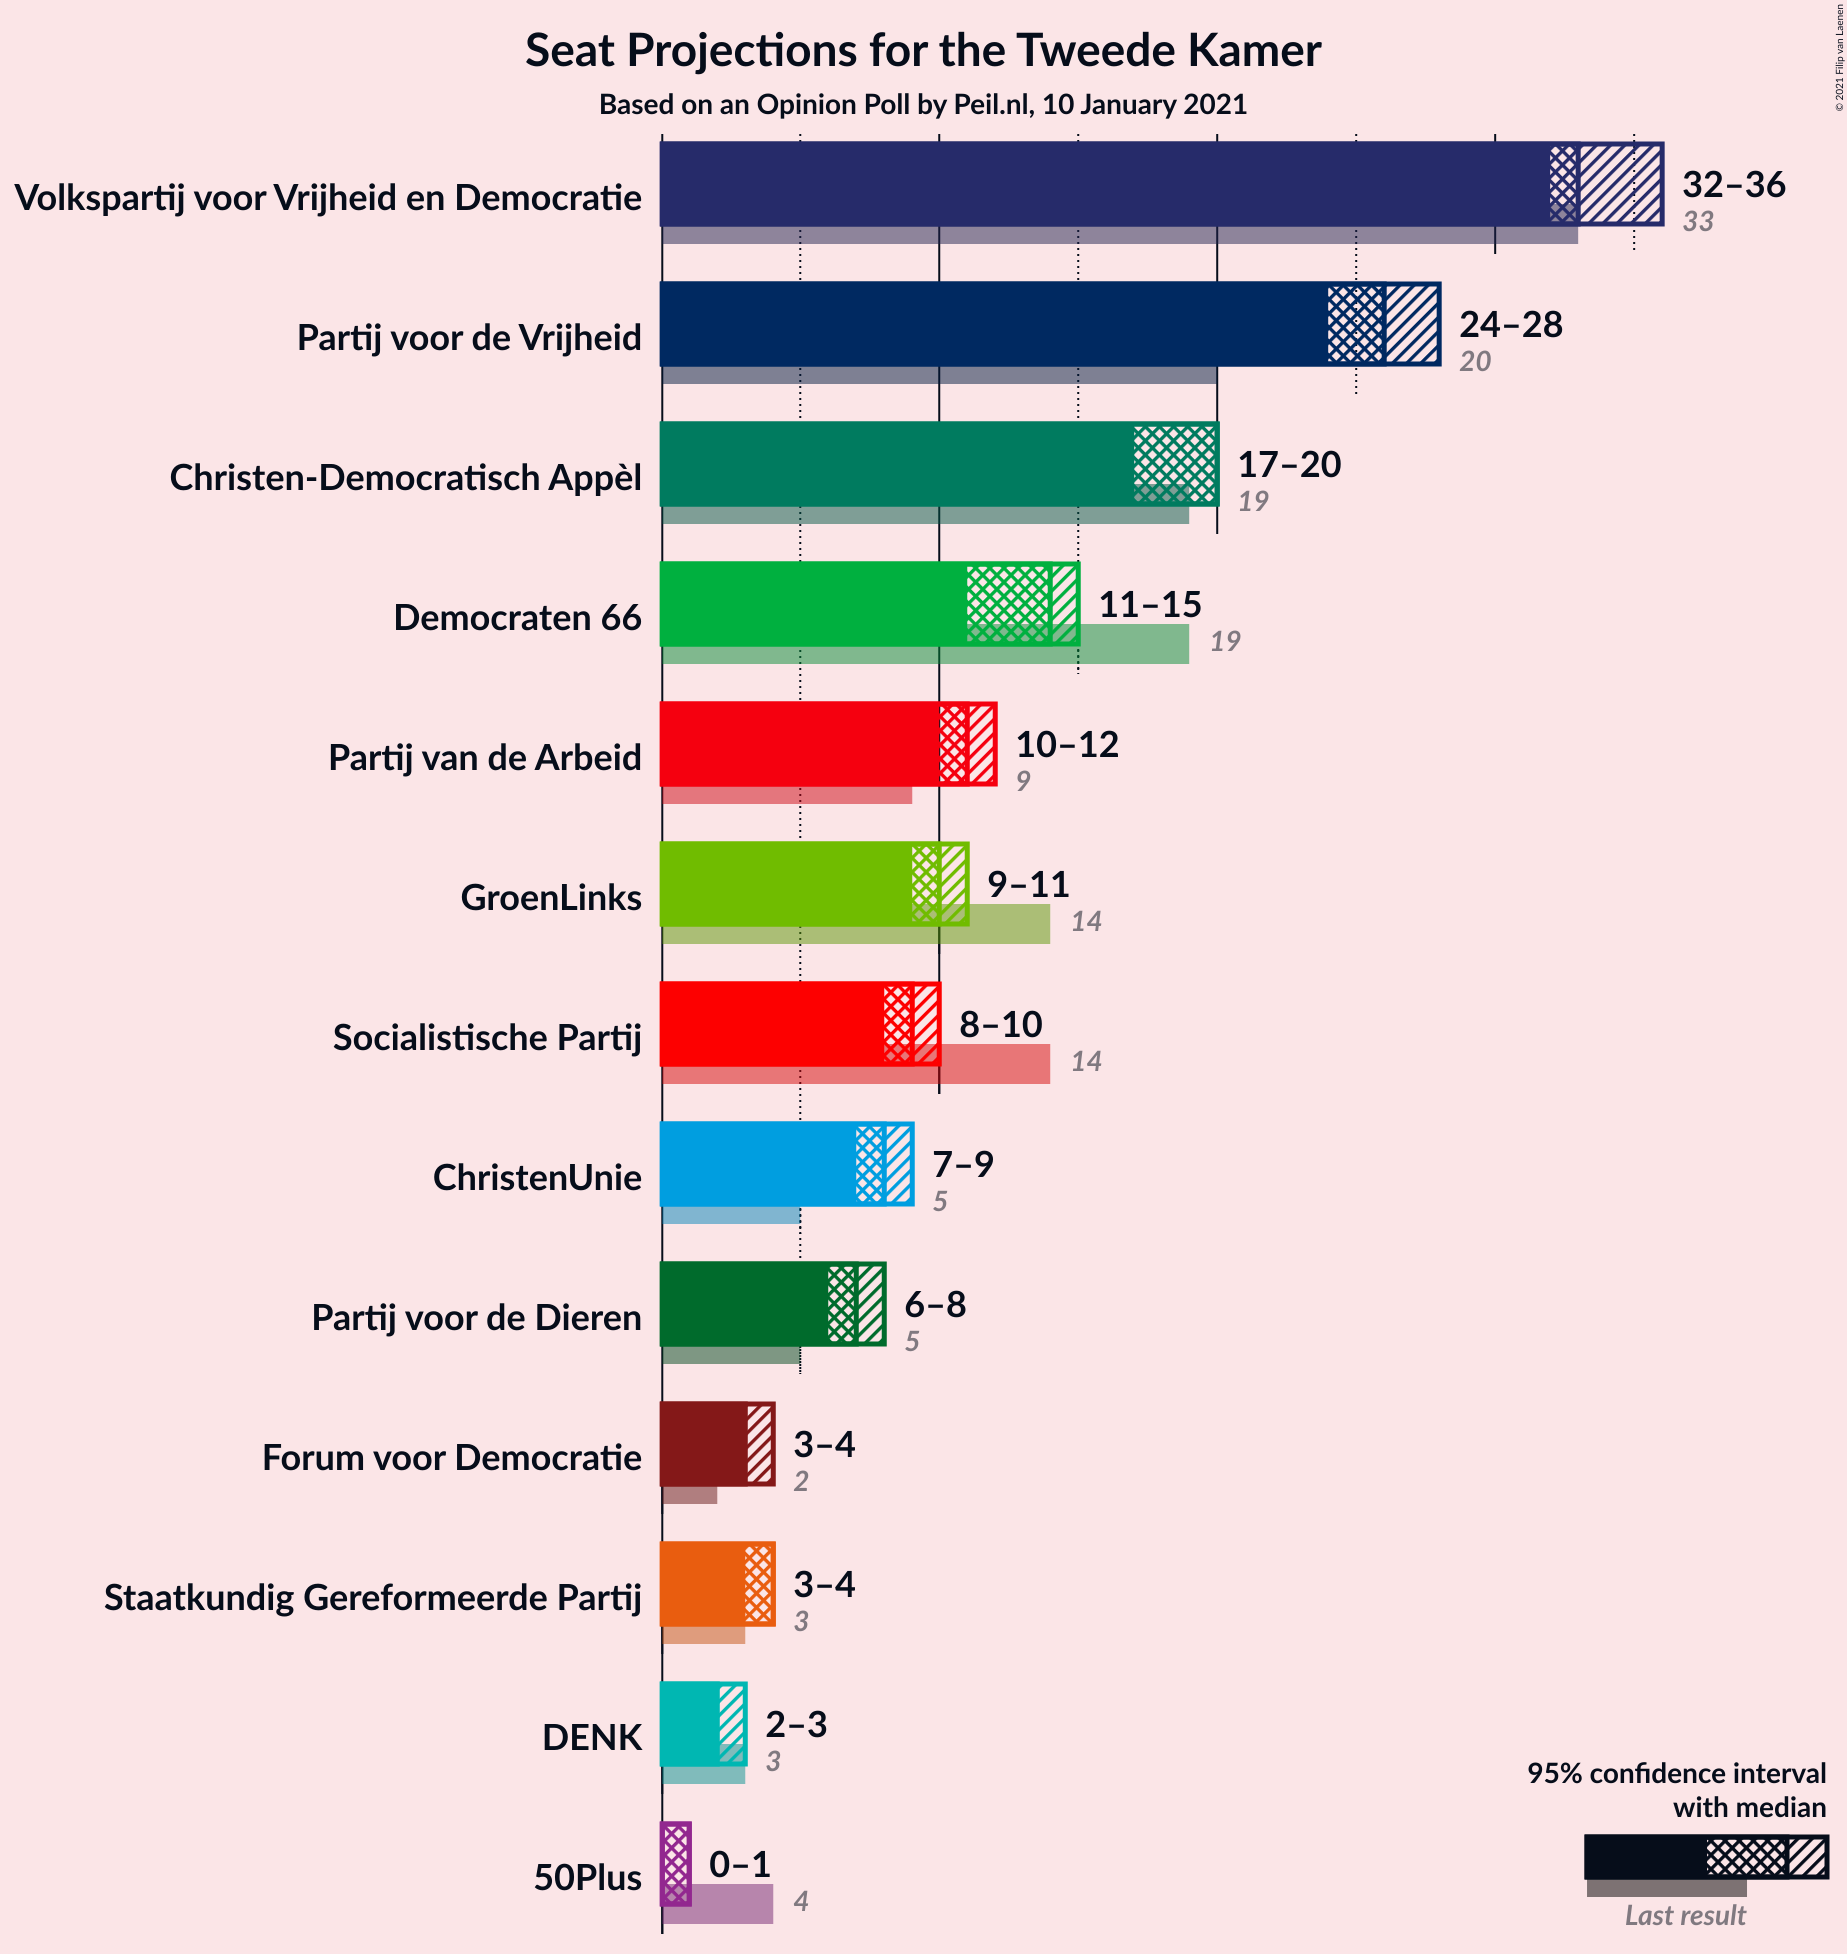 Seat Projections for the Tweede Kamer
Based on an Opinion Poll by Peil.nl, 10 January 2021
© 2021 Filip van Laenen
Volkspartij voor Vrijheid en Democratie
32–36
33
Partij voor de Vrijheid
24–28
20
Christen-Democratisch Appèl
17–20
19
Democraten 66
11–15
19
Partij van de Arbeid
10–12
9
GroenLinks
9–11
14
Socialistische Partij
8–10
14
ChristenUnie
7–9
5
Partij voor de Dieren
6–8
5
Forum voor Democratie
3–4
2
Staatkundig Gereformeerde Partij
3–4
3
DENK
2–3
3
50Plus
0–1
4
95% confidence interval
with median
Last result